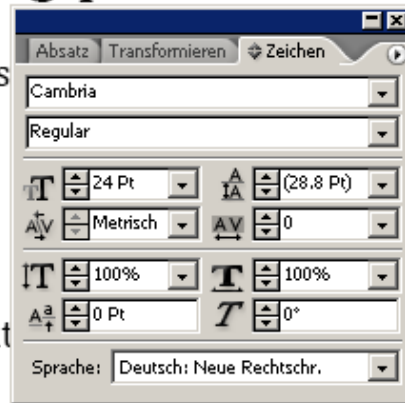 Absatz Transformieren Zeichen
Cambria
Regular
24 Pt (28.8 Pt)
Metrisch 0
100% 100%
0 Pt 0°
Sprache: Deutsch: Neue Rechtschr.